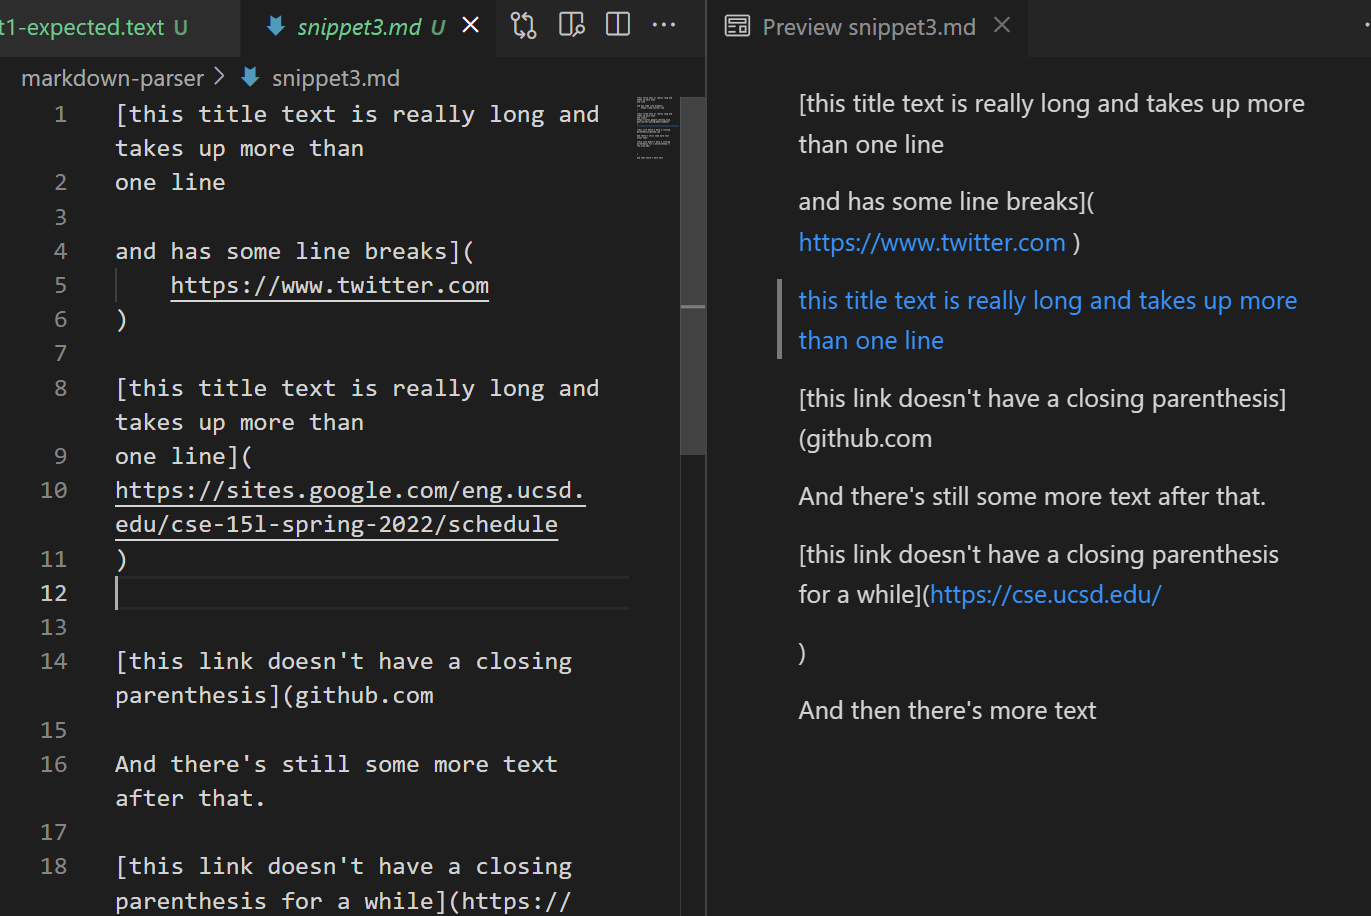 t1-expected.text U
snippet3.md U
Preview snippet3.md
markdown-parser > snippet3.md
1 [this title text is really long and
takes up more than
2 one line
3
4 and has some line breaks](
5 https://www.twitter.com
6 )
7
8 [this title text is really long and
takes up more than
9 one line](
10 https://sites.google.com/eng.ucsd.
edu/cse-15l-spring-2022/schedule
11 )
12
13
14 [this link doesn't have a closing
parenthesis](github.com
15
16 And there's still some more text
after that.
17
18 [this link doesn't have a closing
parenthesis for a while](https://
[this title text is really long and takes up more
than one line
and has some line breaks](
https://www.twitter.com )
this title text is really long and takes up more
than one line
[this link doesn't have a closing parenthesis]
(github.com
And there's still some more text after that.
[this link doesn't have a closing parenthesis
for a while](https://cse.ucsd.edu/
)
And then there's more text